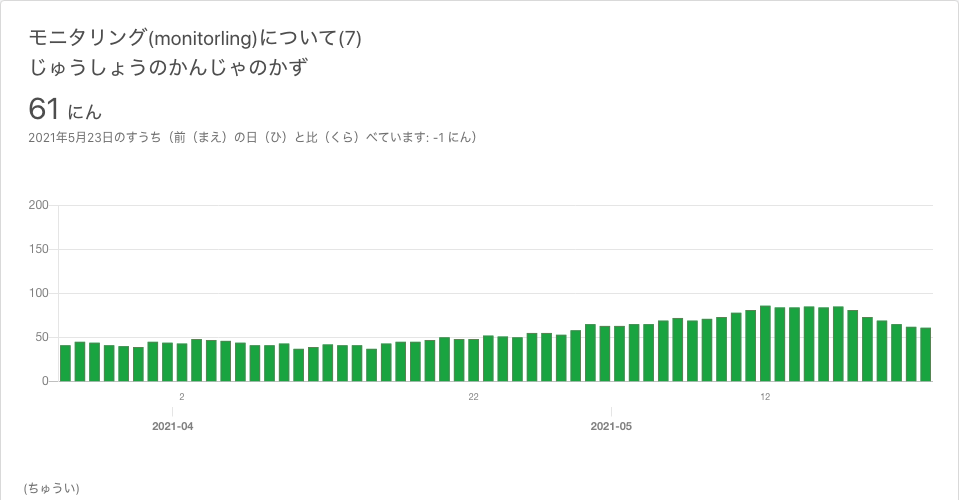 モニタリング(monitorling)について(7)
じゅうしょうのかんじゃのかず
61 にん
2021年5月23日のすうち（前（まえ）の日（ひ）と比（くら）べています: -1 にん）
200
150
100
50
0
2
22
12
2021-04
2021-05
(ちゅうい)